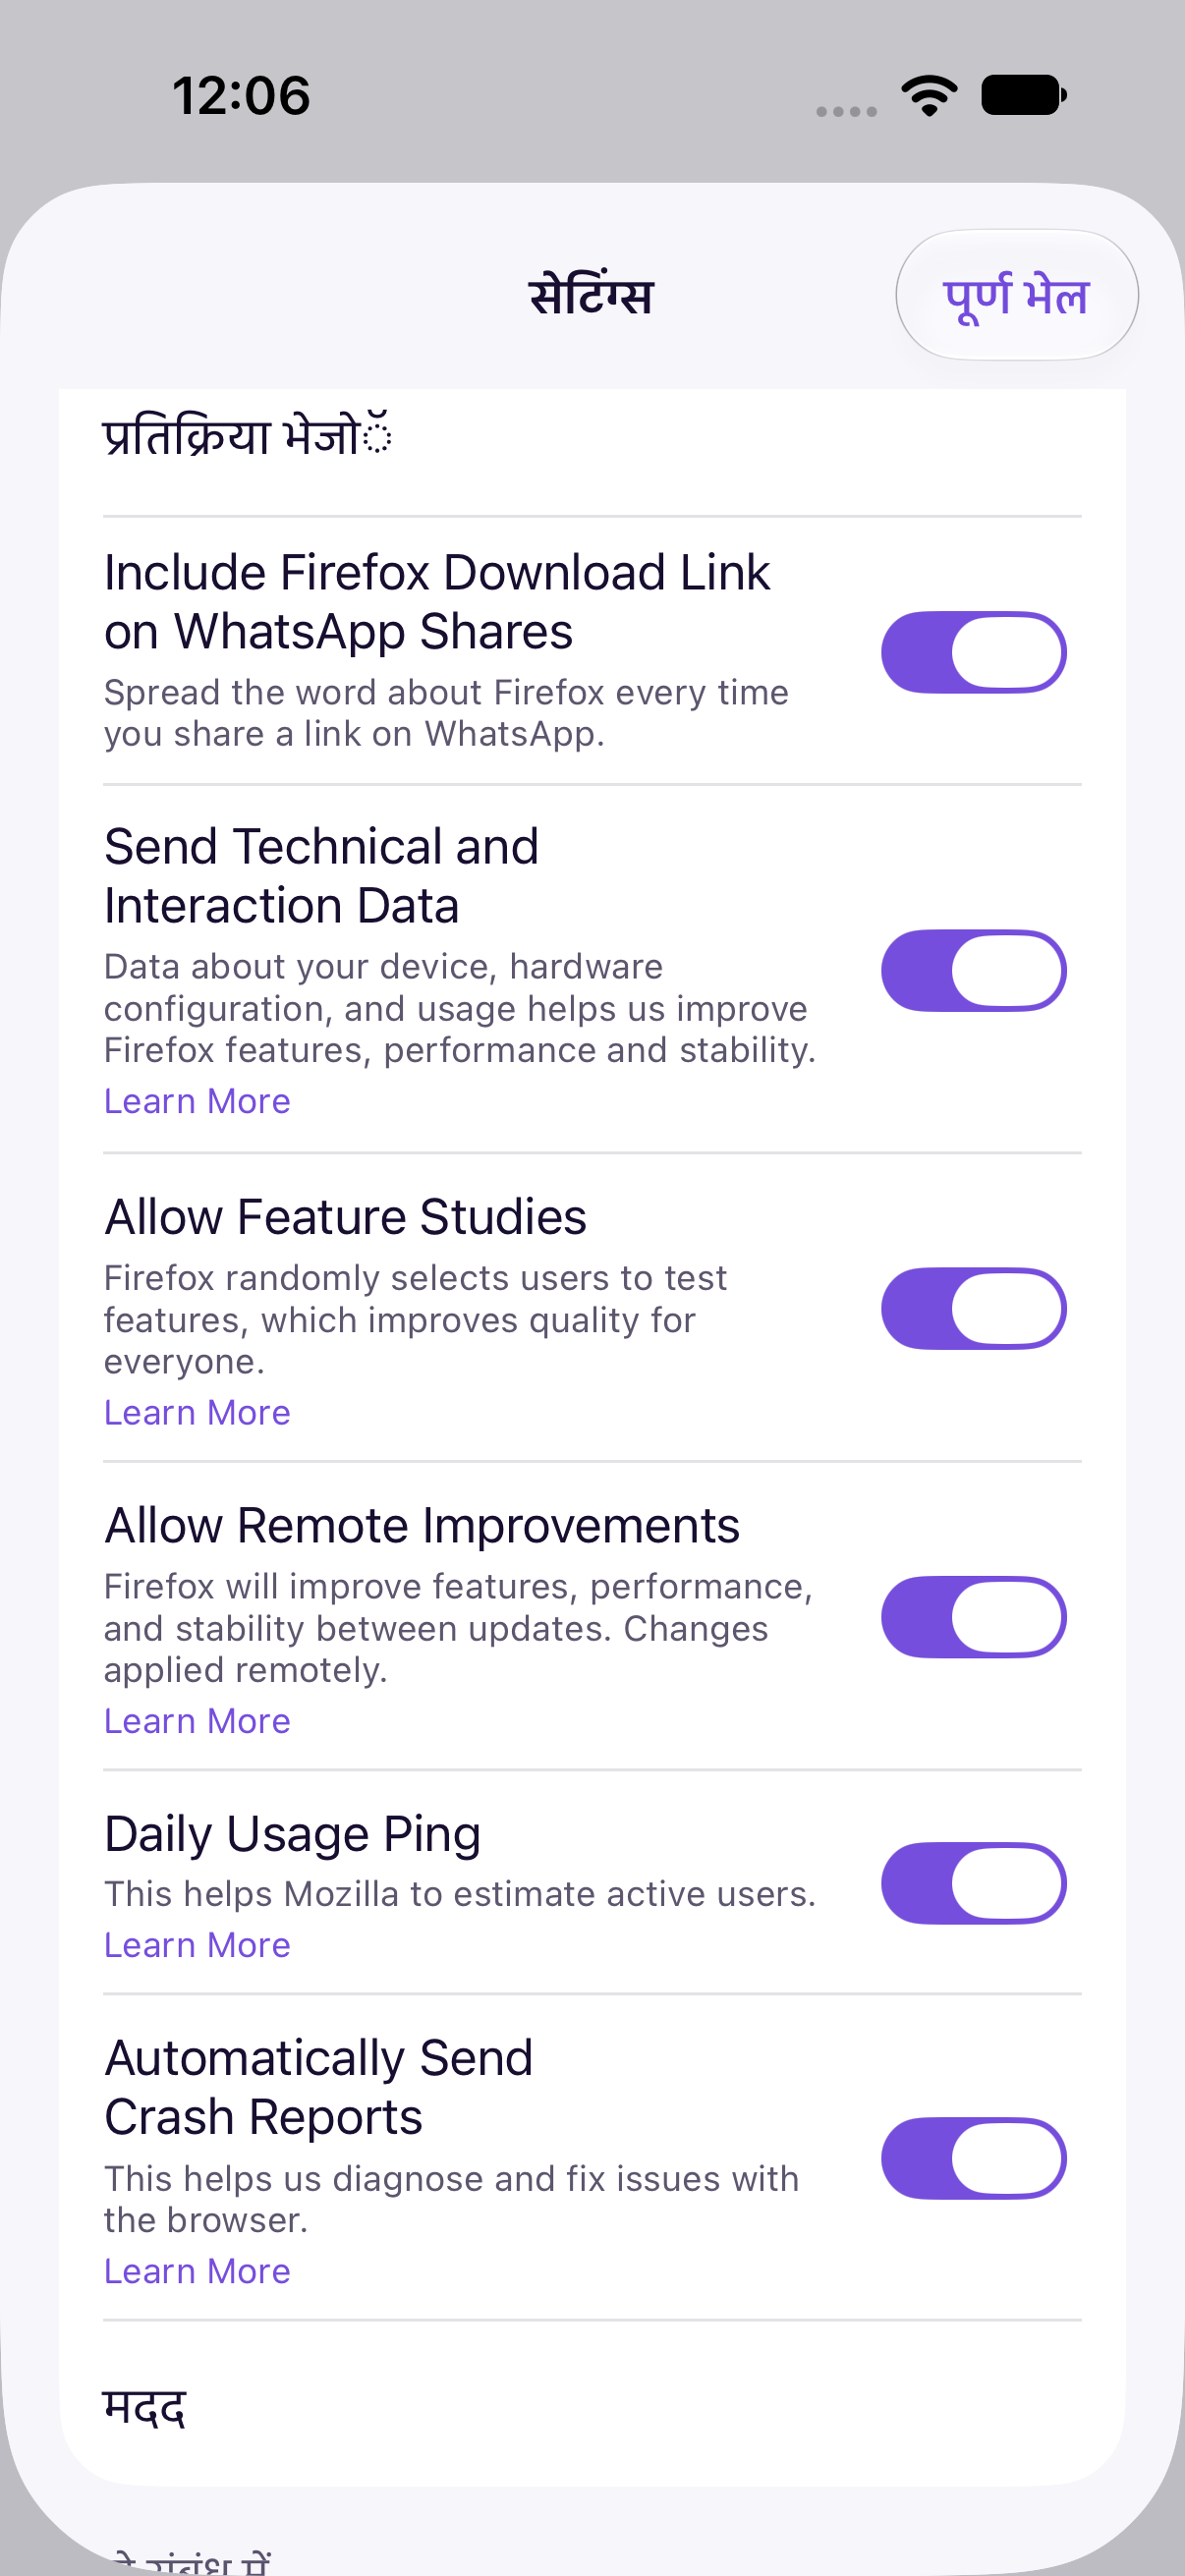 12:06
सेटिंग्स
पूर्ण भेल
प्रतिक्रिया भेजोॅ
Include Firefox Download Link
on WhatsApp Shares
Spread the word about Firefox every time
you share a link on WhatsApp.
Send Technical and
Interaction Data
Data about your device, hardware
configuration, and usage helps us improve
Firefox features, performance and stability.
Learn More
Allow Feature Studies
Firefox randomly selects users to test
features, which improves quality for
everyone.
Learn More
Allow Remote Improvements
Firefox will improve features, performance,
and stability between updates. Changes
applied remotely.
Learn More
Daily Usage Ping
This helps Mozilla to estimate active users.
Learn More
Automatically Send
Crash Reports
This helps us diagnose and fix issues with
the browser.
Learn More
मदद
संबंध में